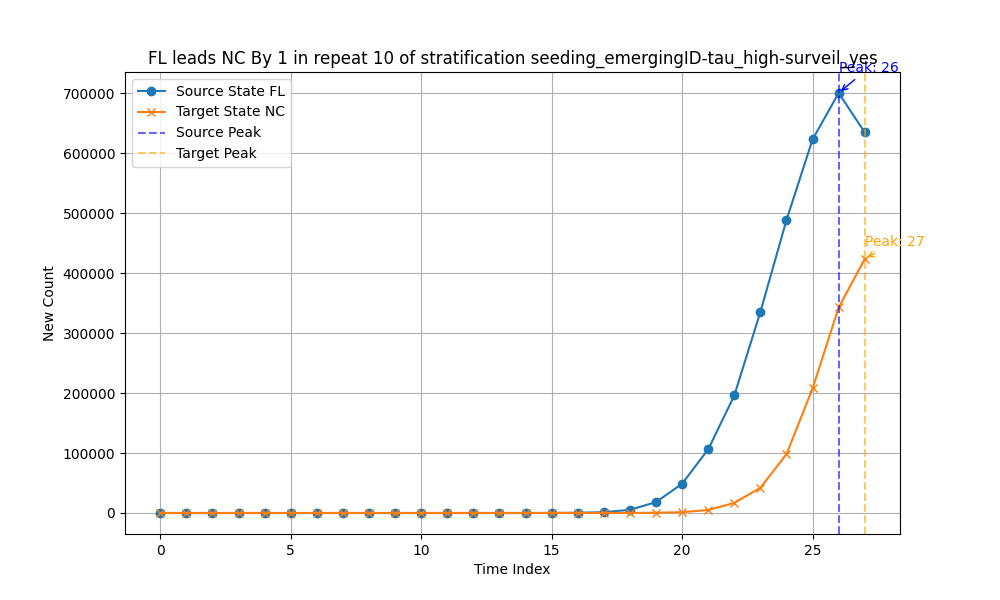 FL leads NC By 1 in repeat 10 of stratification seeding_emergingID-tau_high-surveil_yes
Peak: 26
Source State FL
Target State NC
Source Peak
Target Peak
Peak: 27
700000
600000
500000
400000
300000
200000
100000
0
New Count
0 5 10 15 20 25
Time Index